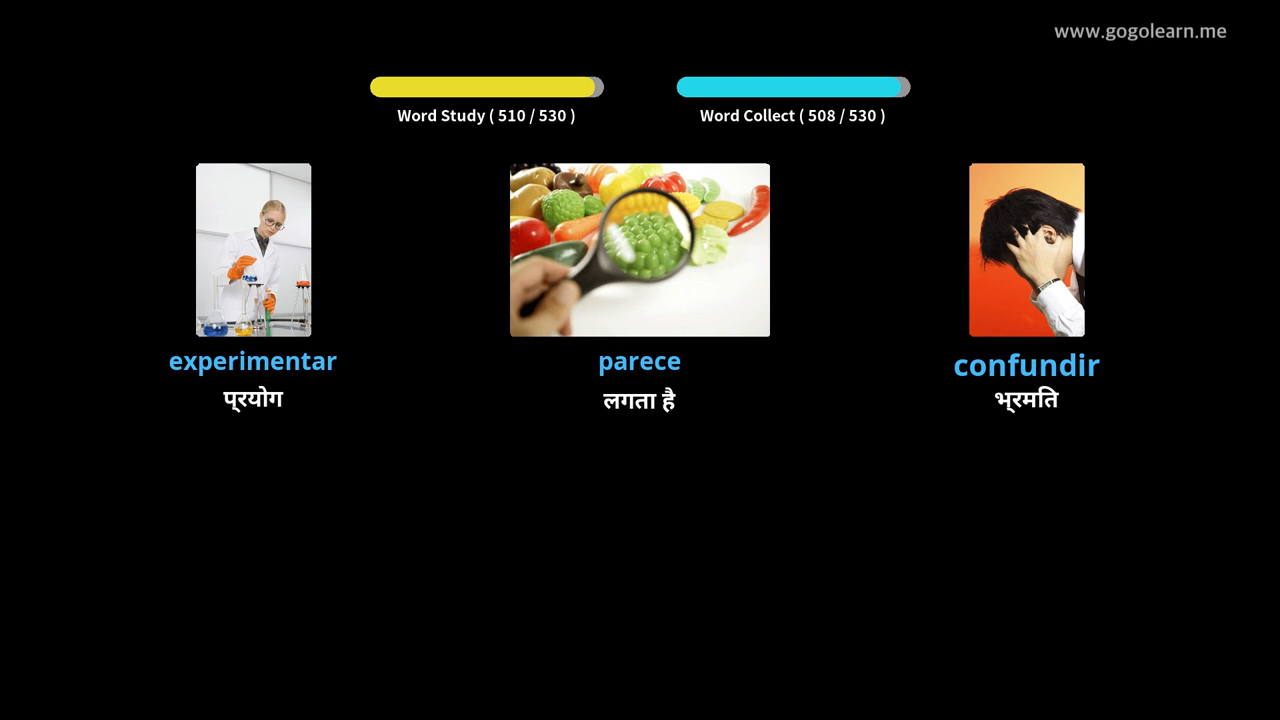 www.gogolearn.me
Word Study ( 510 / 530 )
Word Collect ( 508 / 530 )
experimentar
parece
confundir
प्रयोग
लगता है
भ्रमति